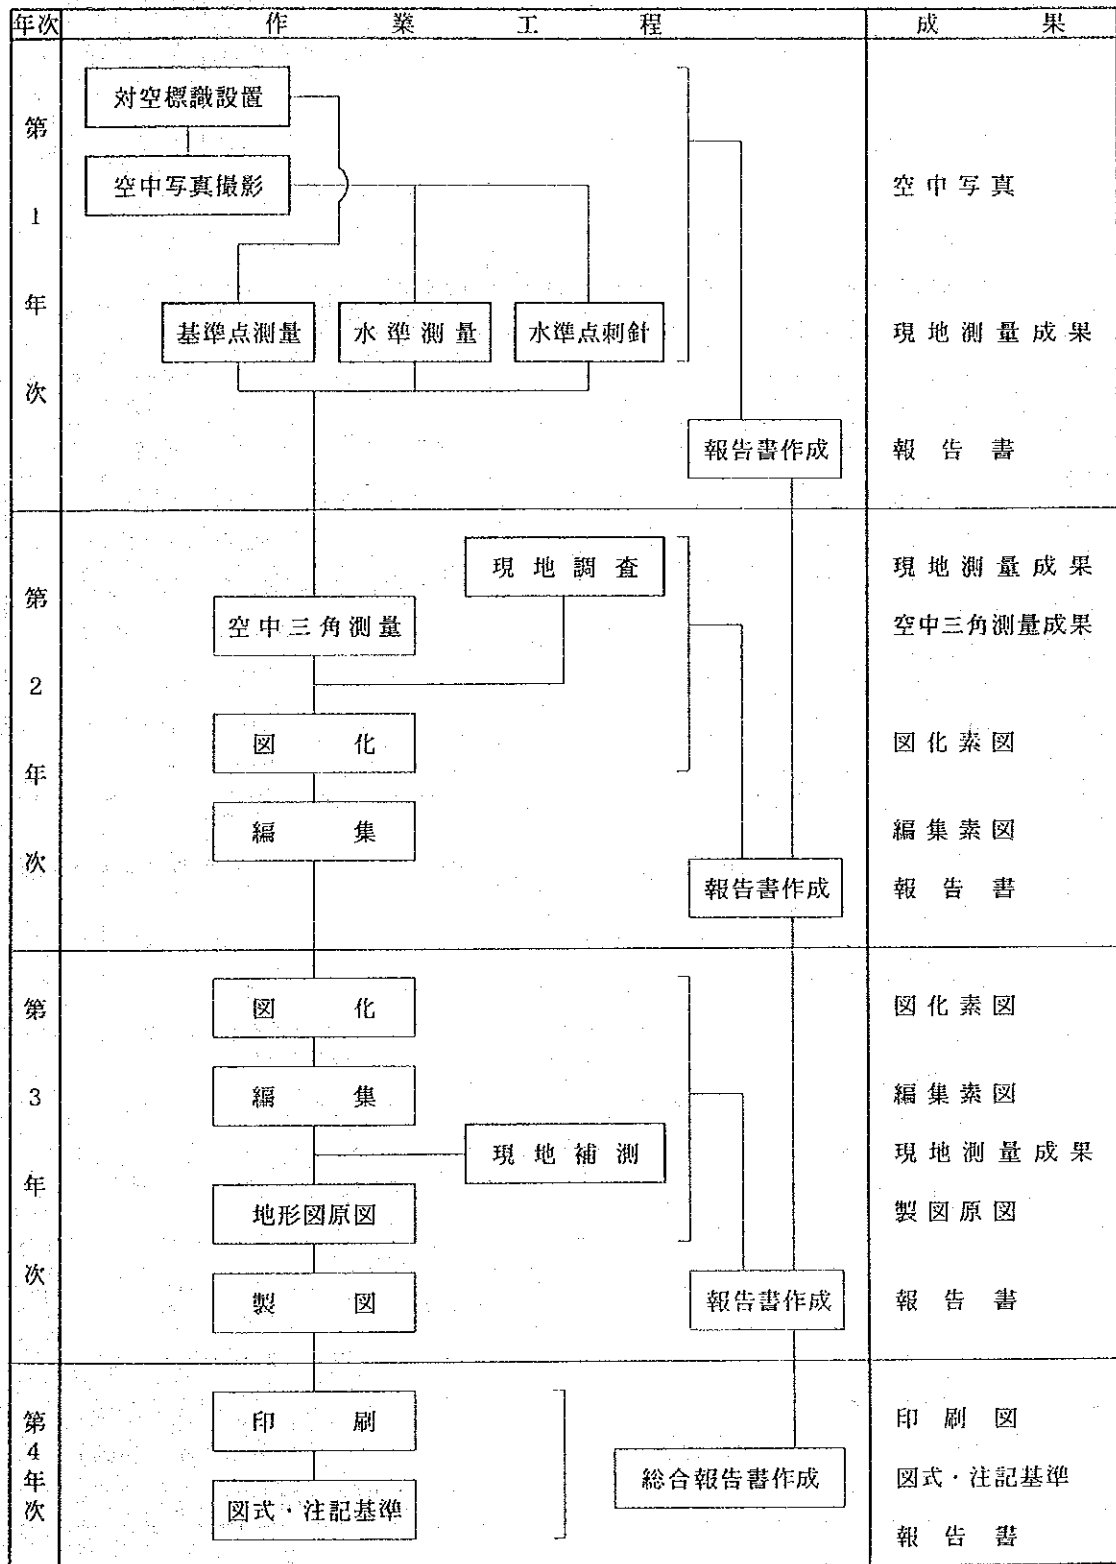 年次 作業工程 成果
第1年次
対空標識設置
空中写真撮影 空中写真
基準点測量 水準測量 水準点刺針 現地測量成果
報告書作成 報告書
第2年次
現地調査 現地測量成果
空中三角測量 空中三角測量成果
図化 図化素図
編集 編集素図
報告書作成 報告書
第3年次
図化 図化素図
編集 編集素図
現地補測 現地測量成果
地形図原図 製図原図
製図 報告書作成 報告書
第4年次
印刷 印刷図
総合報告書作成 図式・注記基準
図式・注記基準
報告書